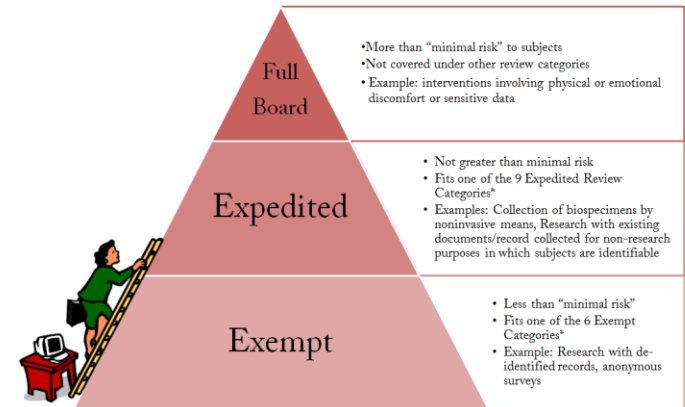 Full
Board
•More than “minimal risk” to subjects
•Not covered under other review categories
• Example: interventions involving physical or emotional
discomfort or sensitive data
Expedited
• Not greater than minimal risk
• Fits one of the 9 Expedited Review
Categories*
• Examples: Collection of biospecimens by
noninvasive means, Research with existing
documents/record collected for non-research
purposes in which subjects are identifiable
Exempt
• Less than “minimal risk”
• Fits one of the 6 Exempt
Categories*
• Example: Research with de-
identified records, anonymous
surveys